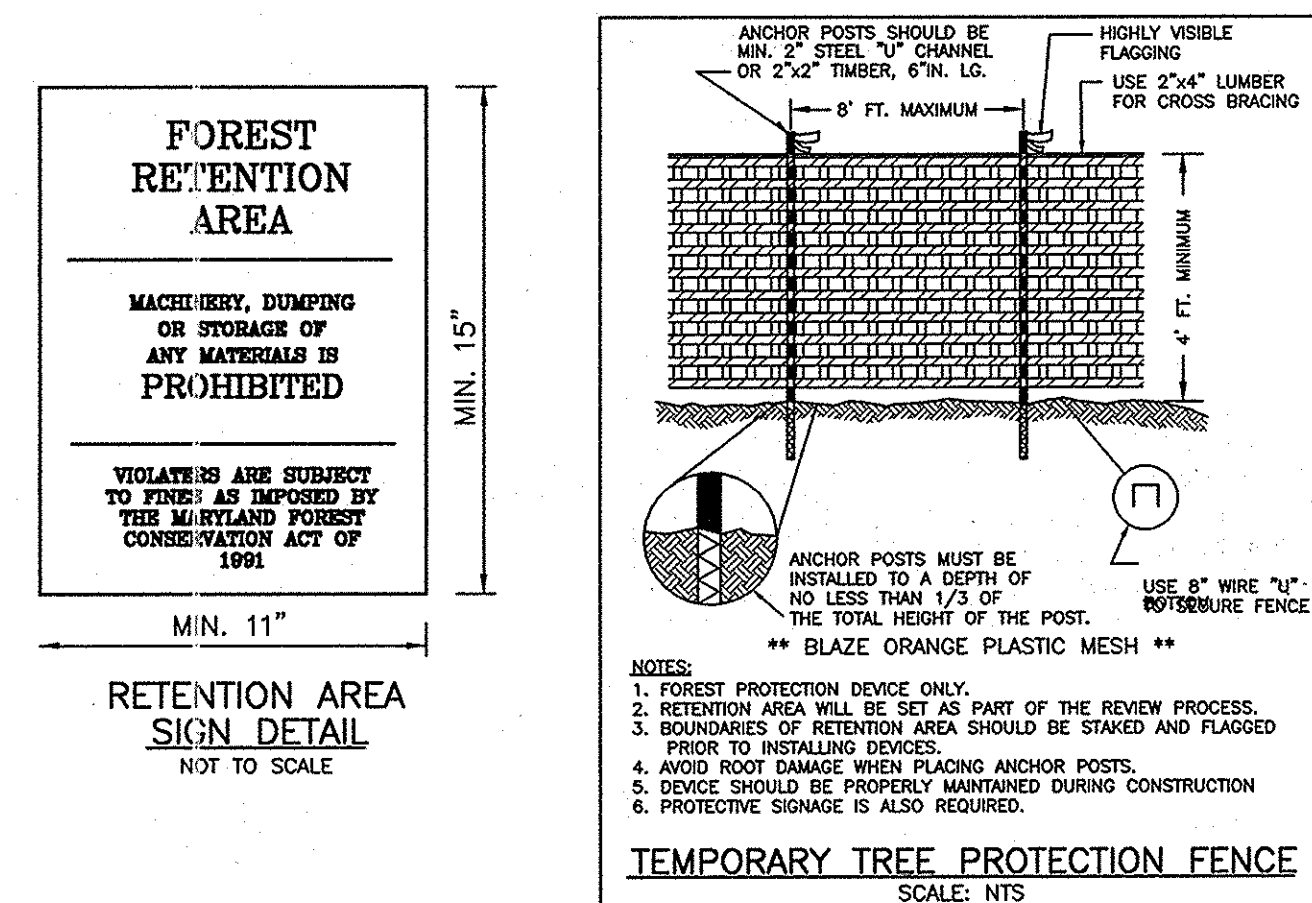 FOREST
RETENTION
AREA
MACHINERY, DUMPING
OR STORAGE OF
ANY MATERIALS IS
PROHIBITED
VIOLATERS ARE SUBJECT
TO FINES AS IMPOSED BY
THE MARYLAND FOREST
CONSERVATION ACT OF
1991
MIN. 15"
MIN. 11"
RETENTION AREA
SIGN DETAIL
NOT TO SCALE
ANCHOR POSTS SHOULD BE
MIN. 2" STEEL "U" CHANNEL
OR 2"x2" TIMBER, 6"IN. LG.
HIGHLY VISIBLE
FLAGGING
USE 2"x4" LUMBER
FOR CROSS BRACING
8' FT. MAXIMUM
4' FT. MINIMUM
ANCHOR POSTS MUST BE
INSTALLED TO A DEPTH OF
NO LESS THAN 1/3 OF
THE TOTAL HEIGHT OF THE POST.
USE 8" WIRE "U"
TO SECURE FENCE
BOTTOM
** BLAZE ORANGE PLASTIC MESH **
NOTES:
1. FOREST PROTECTION DEVICE ONLY.
2. RETENTION AREA WILL BE SET AS PART OF THE REVIEW PROCESS.
3. BOUNDARIES OF RETENTION AREA SHOULD BE STAKED AND FLAGGED
PRIOR TO INSTALLING DEVICES.
4. AVOID ROOT DAMAGE WHEN PLACING ANCHOR POSTS.
5. DEVICE SHOULD BE PROPERLY MAINTAINED DURING CONSTRUCTION
6. PROTECTIVE SIGNAGE IS ALSO REQUIRED.
TEMPORARY TREE PROTECTION FENCE
SCALE: NTS